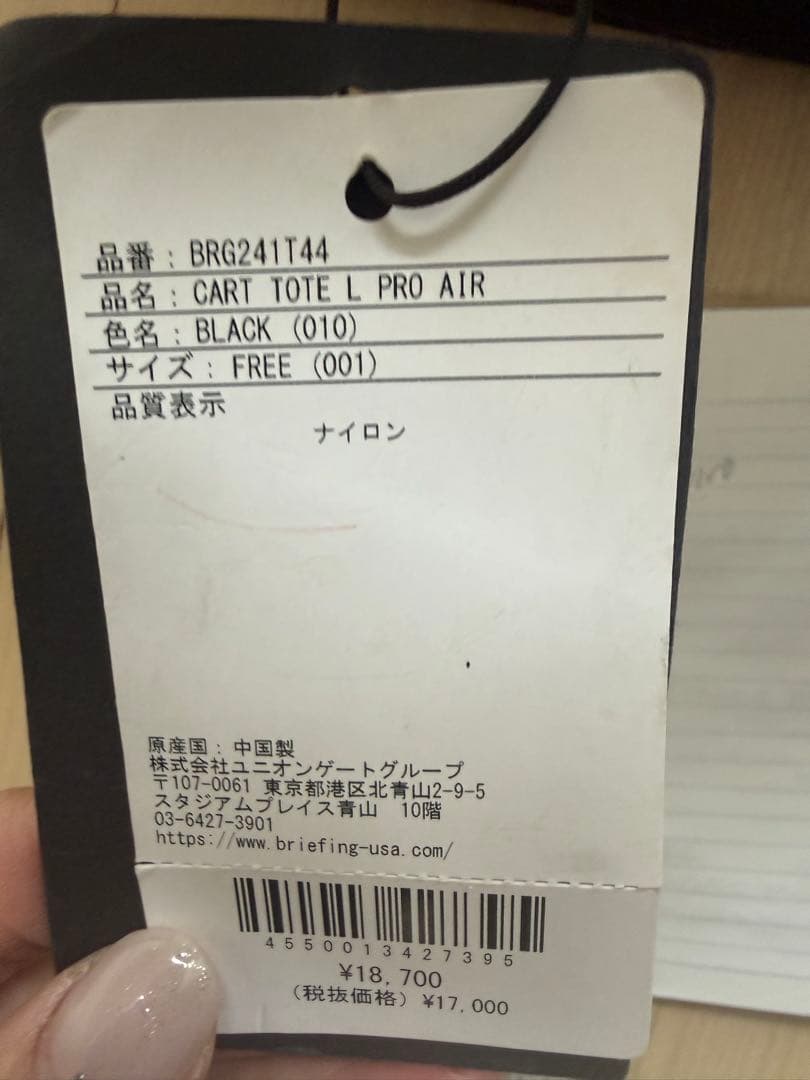 品番：BRG241T44
品名：CART TOTE L PRO AIR
色名：BLACK (010)
サイズ：FREE (001)
品質表示
ナイロン
原産国：中国製
株式会社ユニオンゲートグループ
〒107-0061 東京都港区北青山2-9-5
スタジアムプレイス青山　10階
03-6427-3901
https://www.briefing-usa.com/
4550013427395
¥18,700
（税抜価格）¥17,000